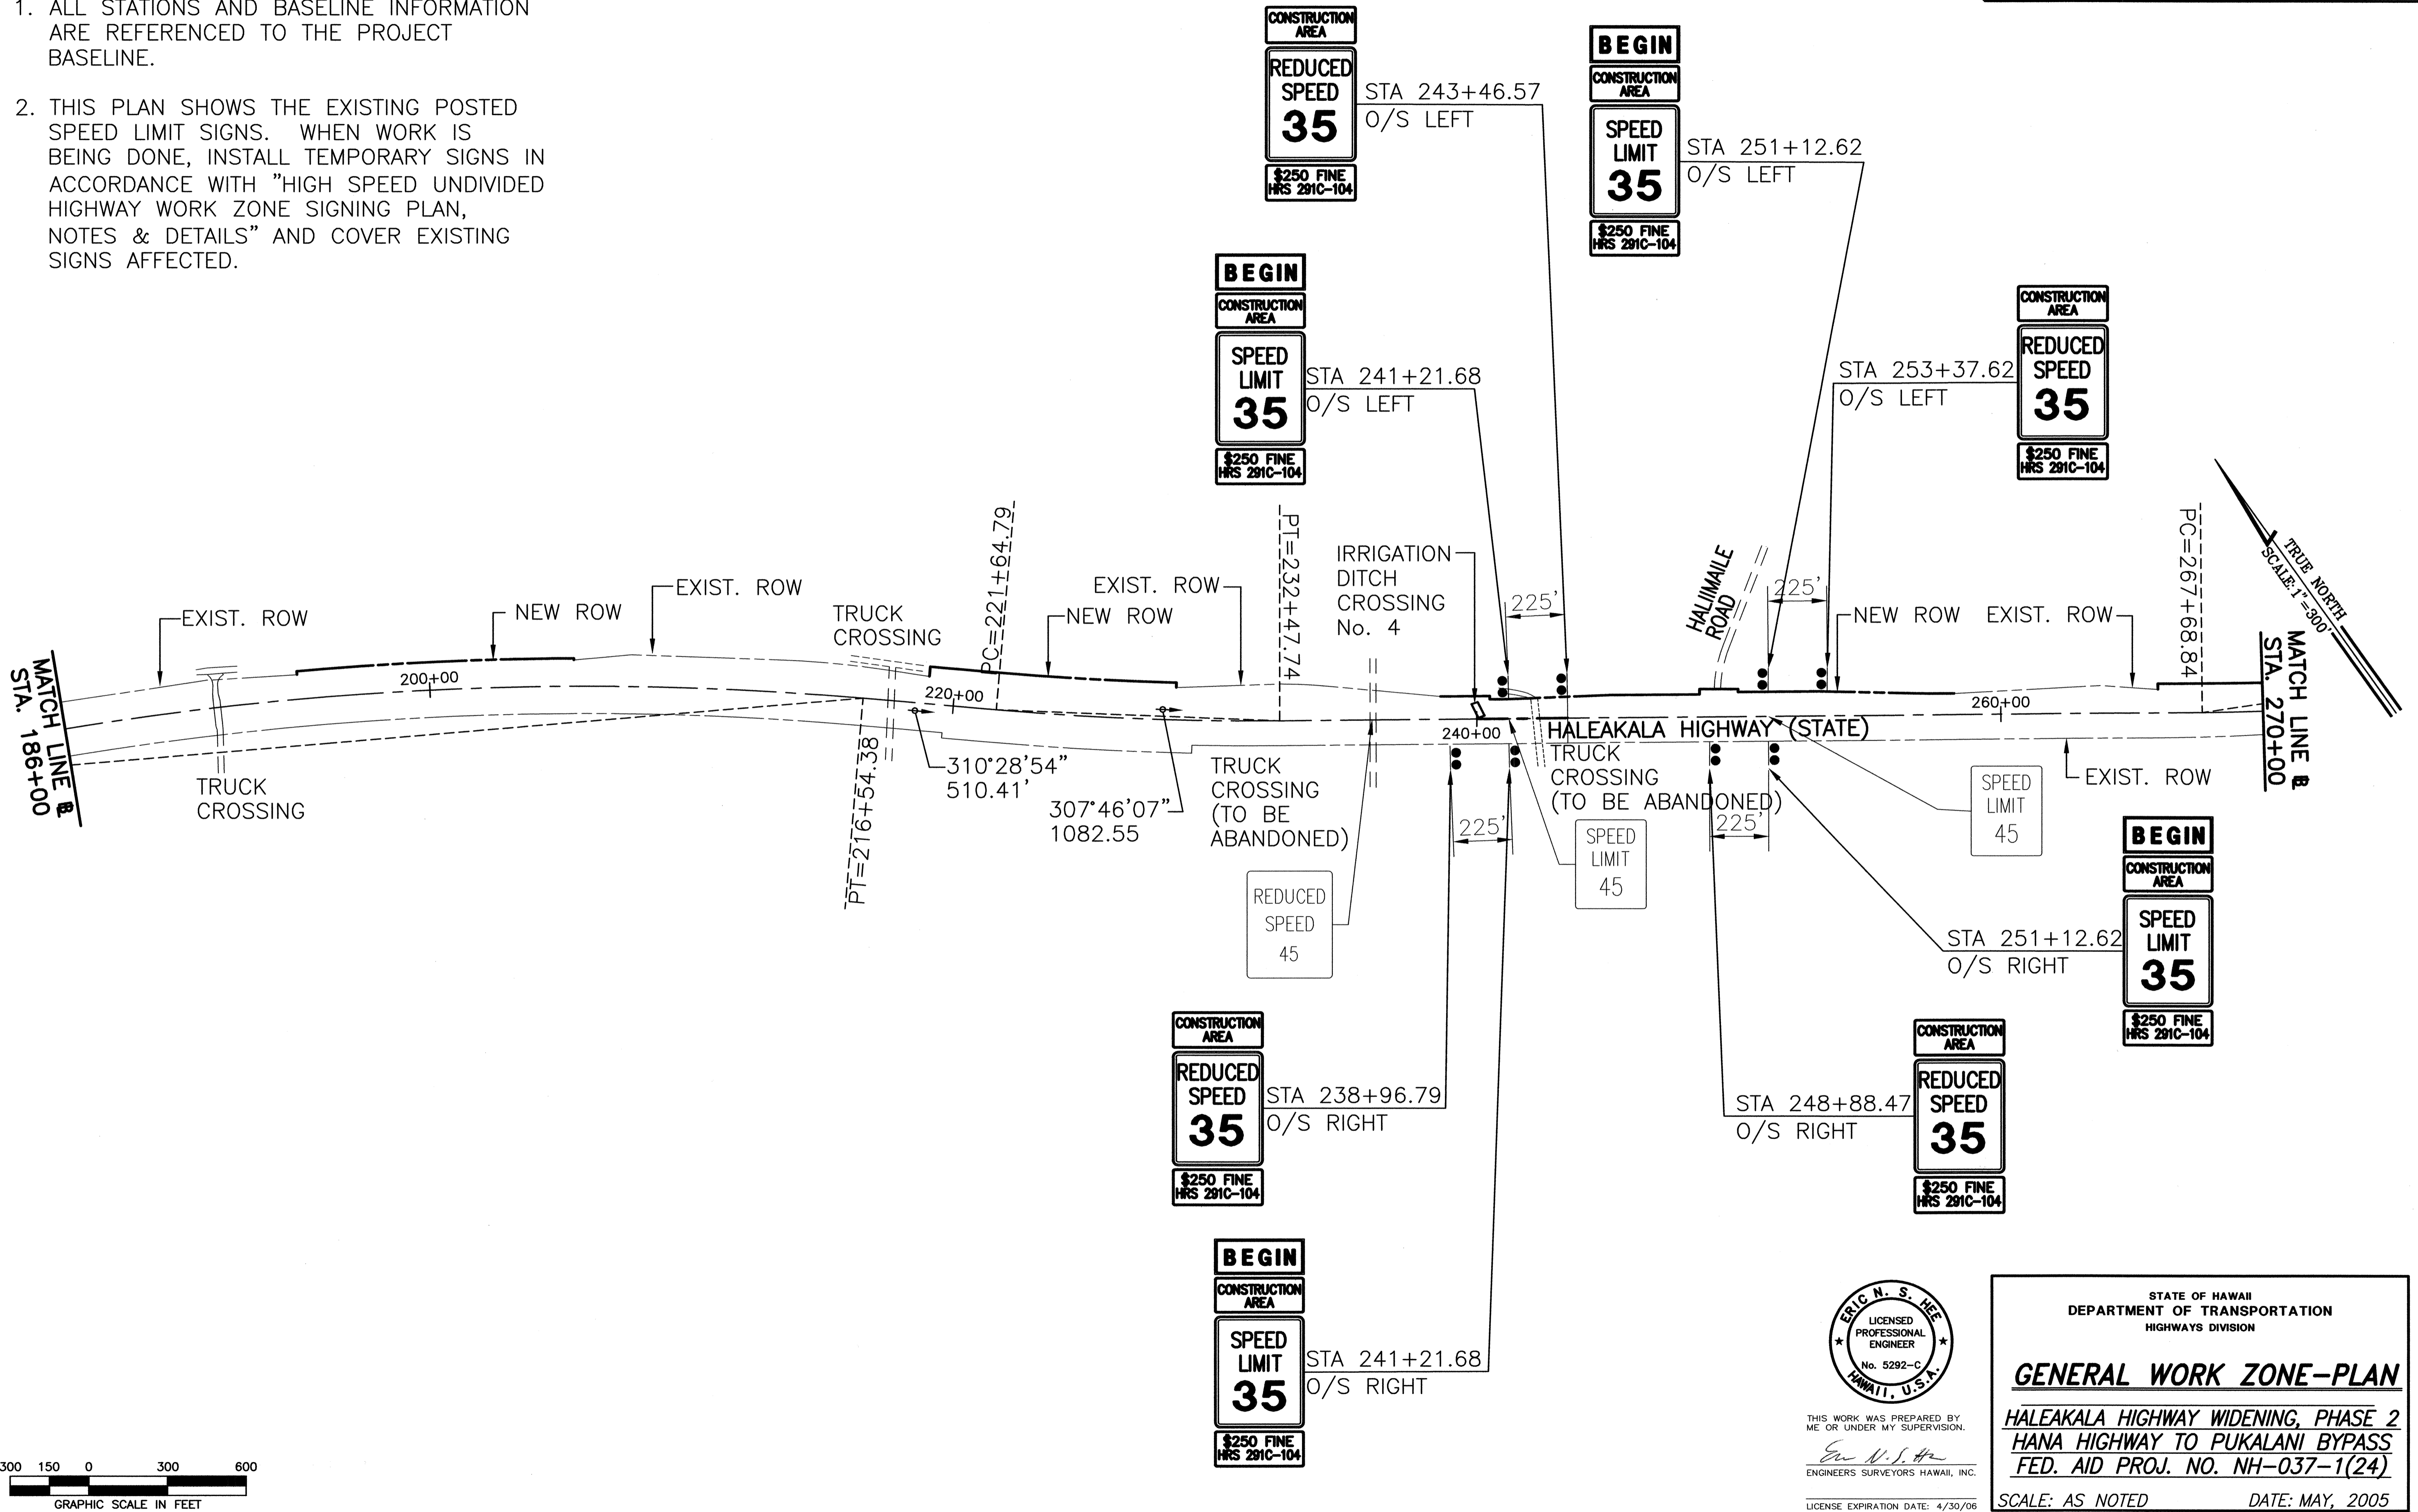 1. ALL STATIONS AND BASELINE INFORMATION
ARE REFERENCED TO THE PROJECT
BASELINE.
2. THIS PLAN SHOWS THE EXISTING POSTED
SPEED LIMIT SIGNS. WHEN WORK IS
BEING DONE, INSTALL TEMPORARY SIGNS IN
ACCORDANCE WITH "HIGH SPEED UNDIVIDED
HIGHWAY WORK ZONE SIGNING PLAN,
NOTES & DETAILS" AND COVER EXISTING
SIGNS AFFECTED.
CONSTRUCTION
AREA
REDUCED
SPEED
35
$250 FINE
HRS 291C-104
STA 243+46.57
O/S LEFT
BEGIN
CONSTRUCTION
AREA
SPEED
LIMIT
35
$250 FINE
HRS 291C-104
STA 251+12.62
O/S LEFT
BEGIN
CONSTRUCTION
AREA
SPEED
LIMIT
35
$250 FINE
HRS 291C-104
STA 241+21.68
O/S LEFT
CONSTRUCTION
AREA
REDUCED
SPEED
35
$250 FINE
HRS 291C-104
STA 253+37.62
O/S LEFT
TRUE NORTH
SCALE: 1"=300'
MATCH LINE ℄
STA. 186+00
EXIST. ROW
TRUCK
CROSSING
NEW ROW
200+00
EXIST. ROW
TRUCK
CROSSING
PT=216+54.38
220+00
PC=221+64.79
310°28'54"
510.41'
NEW ROW
EXIST. ROW
307°46'07"
1082.55
PT=232+47.74
TRUCK
CROSSING
(TO BE
ABANDONED)
IRRIGATION
DITCH
CROSSING
No. 4
240+00
225'
225'
HALEAKALA HIGHWAY (STATE)
TRUCK
CROSSING
(TO BE ABANDONED)
HALIIMAILE
ROAD
225'
225'
NEW ROW
EXIST. ROW
260+00
PC=267+68.84
EXIST. ROW
MATCH LINE ℄
STA. 270+00
REDUCED
SPEED
45
SPEED
LIMIT
45
SPEED
LIMIT
45
BEGIN
CONSTRUCTION
AREA
SPEED
LIMIT
35
$250 FINE
HRS 291C-104
STA 251+12.62
O/S RIGHT
CONSTRUCTION
AREA
REDUCED
SPEED
35
$250 FINE
HRS 291C-104
STA 238+96.79
O/S RIGHT
CONSTRUCTION
AREA
REDUCED
SPEED
35
$250 FINE
HRS 291C-104
STA 248+88.47
O/S RIGHT
BEGIN
CONSTRUCTION
AREA
SPEED
LIMIT
35
$250 FINE
HRS 291C-104
STA 241+21.68
O/S RIGHT
300 150 0 300 600
GRAPHIC SCALE IN FEET
ERIC N. S. HEE
LICENSED
PROFESSIONAL
ENGINEER
No. 5292-C
HAWAII, U.S.A.
THIS WORK WAS PREPARED BY
ME OR UNDER MY SUPERVISION.
ENGINEERS SURVEYORS HAWAII, INC.
LICENSE EXPIRATION DATE: 4/30/06
STATE OF HAWAII
DEPARTMENT OF TRANSPORTATION
HIGHWAYS DIVISION
GENERAL WORK ZONE-PLAN
HALEAKALA HIGHWAY WIDENING, PHASE 2
HANA HIGHWAY TO PUKALANI BYPASS
FED. AID PROJ. NO. NH-037-1(24)
SCALE: AS NOTED DATE: MAY, 2005